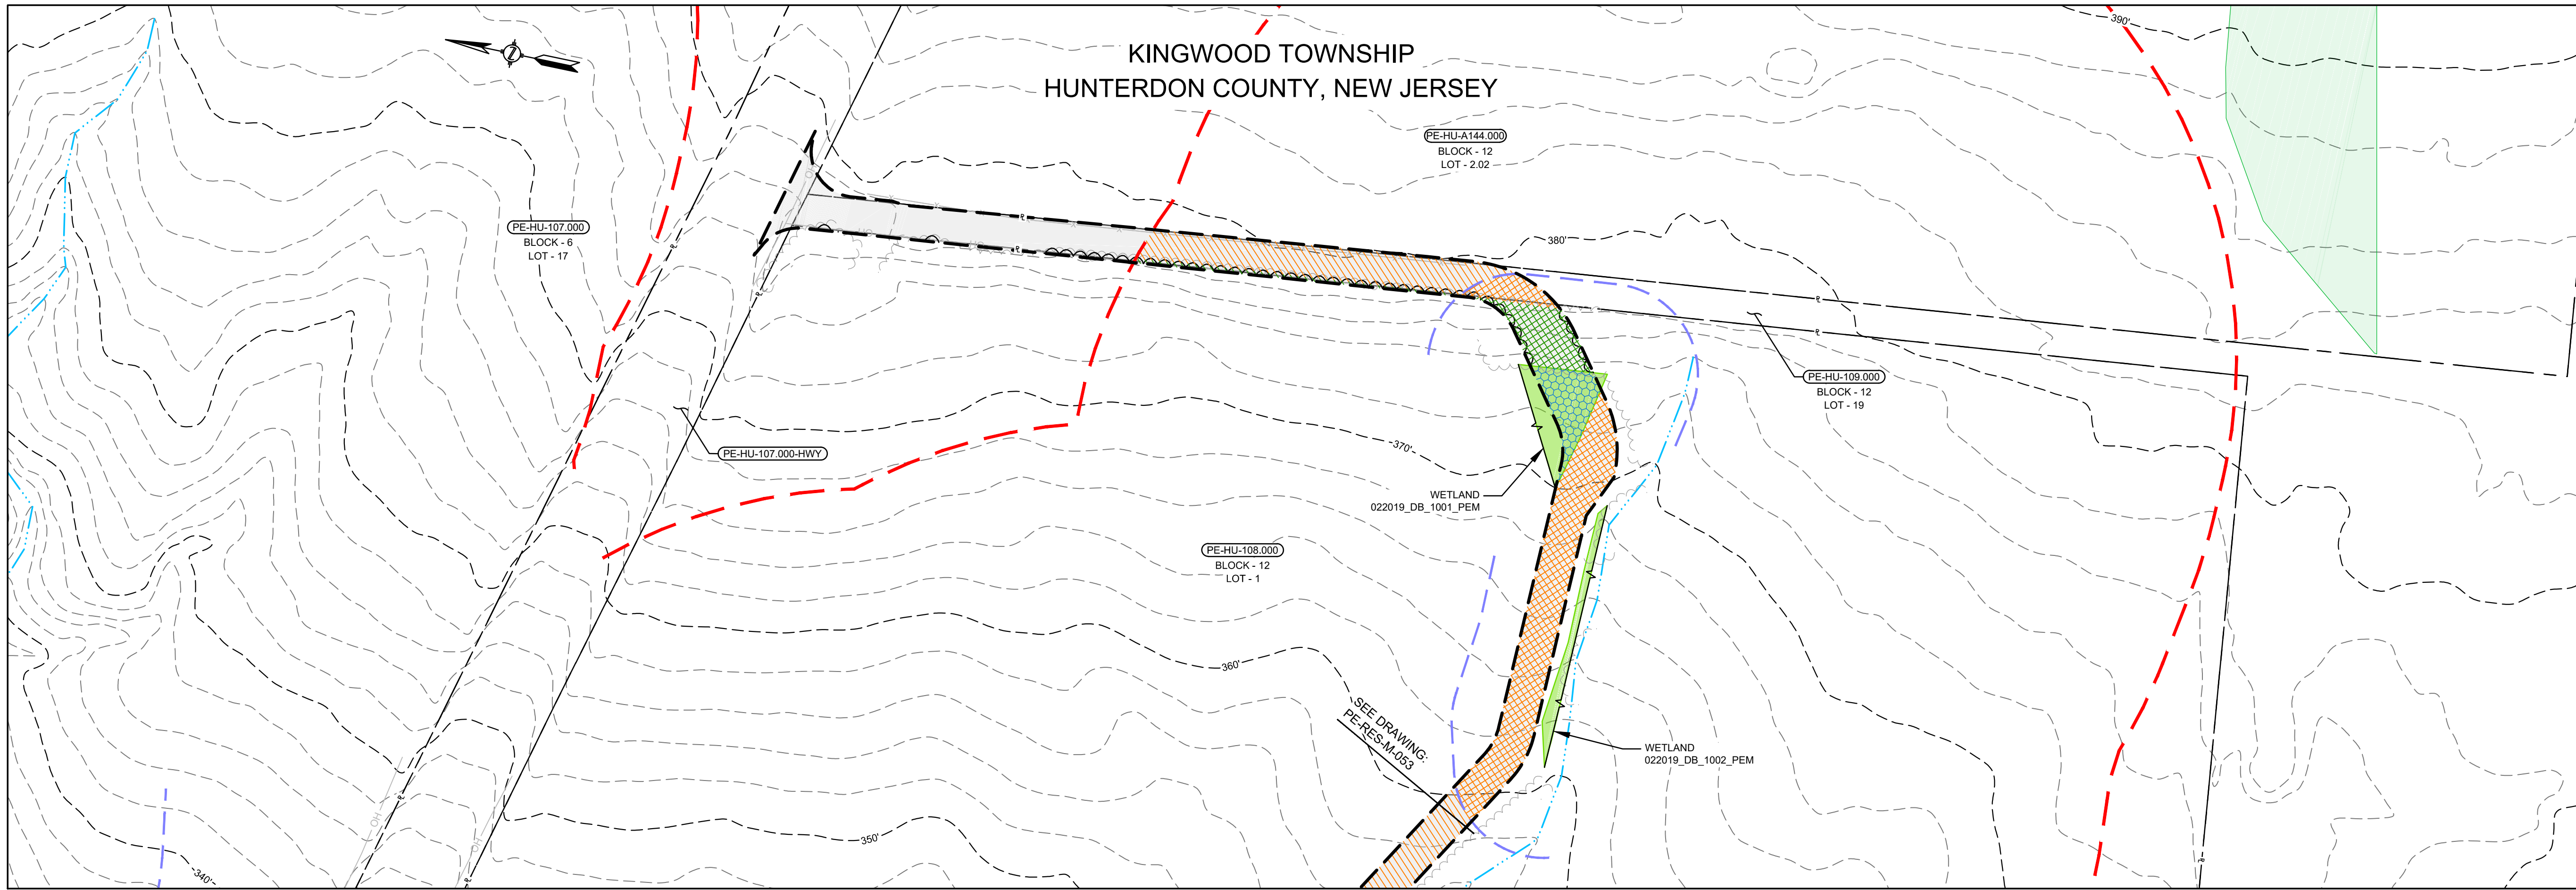 390'
KINGWOOD TOWNSHIP
HUNTERDON COUNTY, NEW JERSEY
Z
PE-HU-A144.000
BLOCK - 12
LOT - 2.02
OH
PE-HU-107.000
BLOCK - 6
LOT - 17
380'
PE-HU-109.000
BLOCK - 12
LOT - 19
370'
PE-HU-107.000-HWY
WETLAND
022019_DB_1001_PEM
PE-HU-108.000
BLOCK - 12
LOT - 1
360'
SEE DRAWING:
PE-RES-M-053
WETLAND
022019_DB_1002_PEM
OH
OH
350'
340'